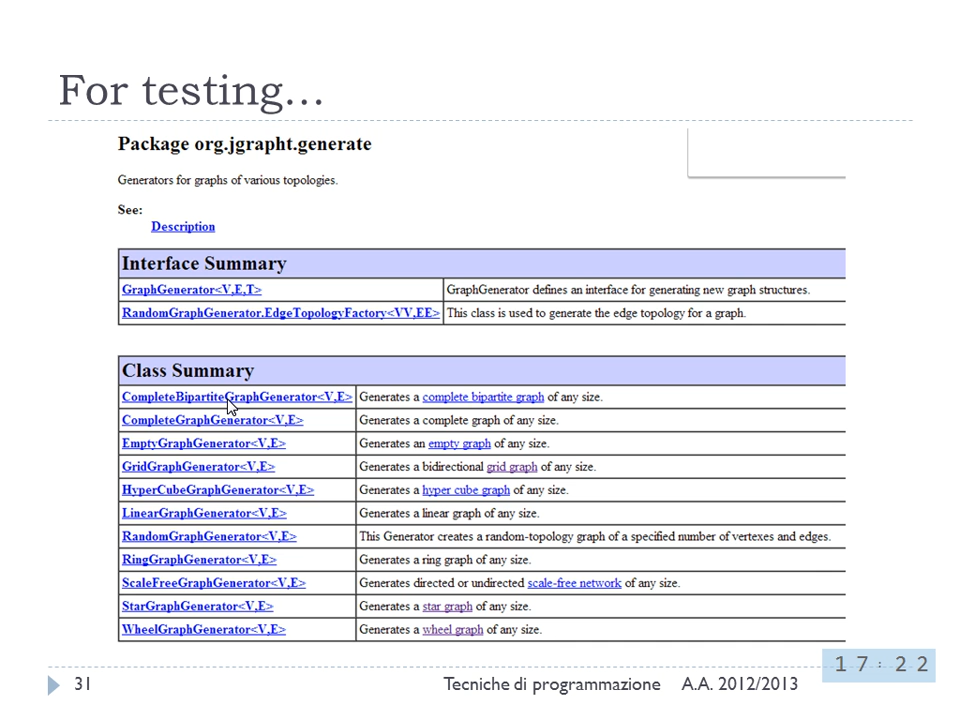 For testing…
Package org.jgrapht.generate
Generators for graphs of various topologies.
See:
Description
Interface Summary
GraphGenerator<V,E,T> GraphGenerator defines an interface for generating new graph structures.
RandomGraphGenerator.EdgeTopologyFactory<VV,EE> This class is used to generate the edge topology for a graph.
Class Summary
CompleteBipartiteGraphGenerator<V,E> Generates a complete bipartite graph of any size.
CompleteGraphGenerator<V,E> Generates a complete graph of any size.
EmptyGraphGenerator<V,E> Generates an empty graph of any size.
GridGraphGenerator<V,E> Generates a bidirectional grid graph of any size.
HyperCubeGraphGenerator<V,E> Generates a hyper cube graph of any size.
LinearGraphGenerator<V,E> Generates a linear graph of any size.
RandomGraphGenerator<V,E> This Generator creates a random-topology graph of a specified number of vertexes and edges.
RingGraphGenerator<V,E> Generates a ring graph of any size.
ScaleFreeGraphGenerator<V,E> Generates directed or undirected scale-free network of any size.
StarGraphGenerator<V,E> Generates a star graph of any size.
WheelGraphGenerator<V,E> Generates a wheel graph of any size.
17:22
31 Tecniche di programmazione A.A. 2012/2013